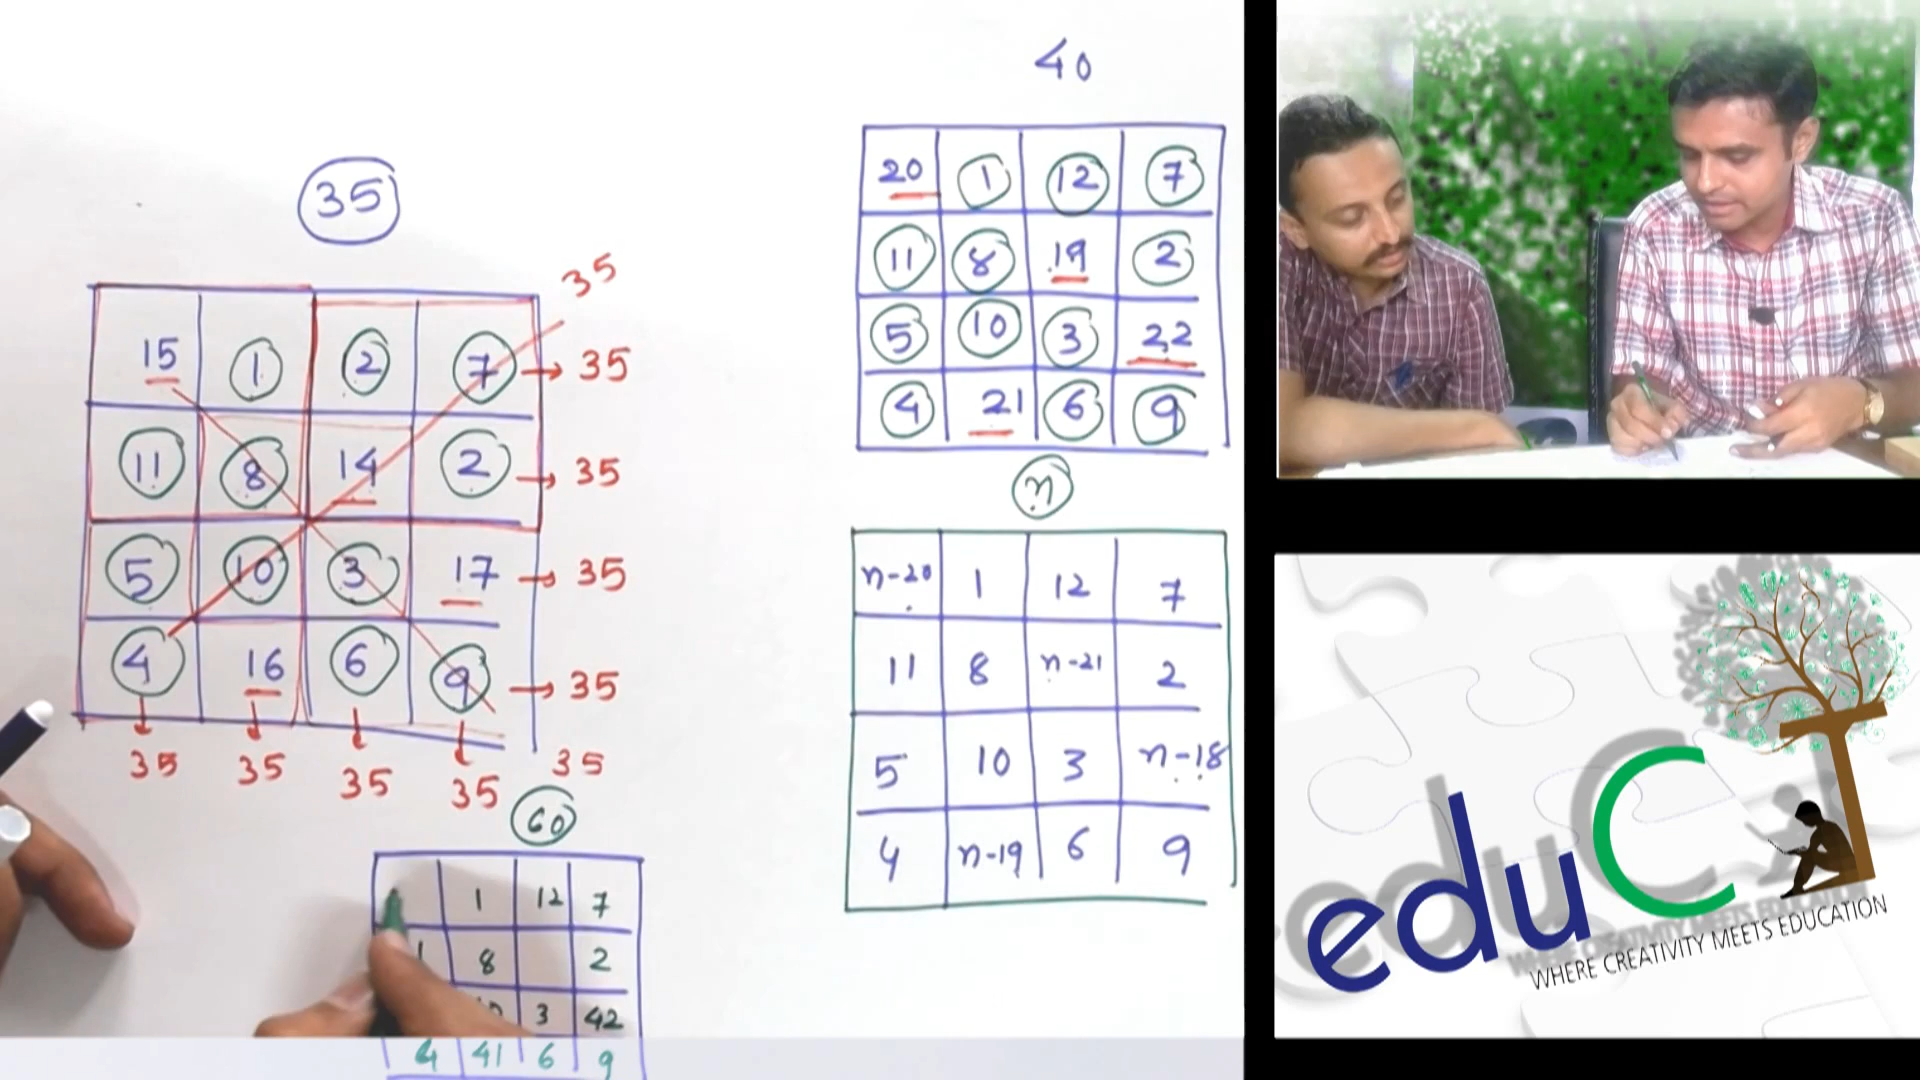 35
35
15 1 2 7 → 35
11 8 14 2 → 35
5 10 3 17 → 35
4 16 6 9 → 35
35 35 35 35 35
60
1 12 7
8 2
3 42
4 41 6 9
40
20 1 12 7
11 8 19 2
5 10 3 22
4 21 6 9
n
n-20 1 12 7
11 8 n-21 2
5 10 3 n-18
4 n-19 6 9
eduCT
WHERE CREATIVITY MEETS EDUCATION